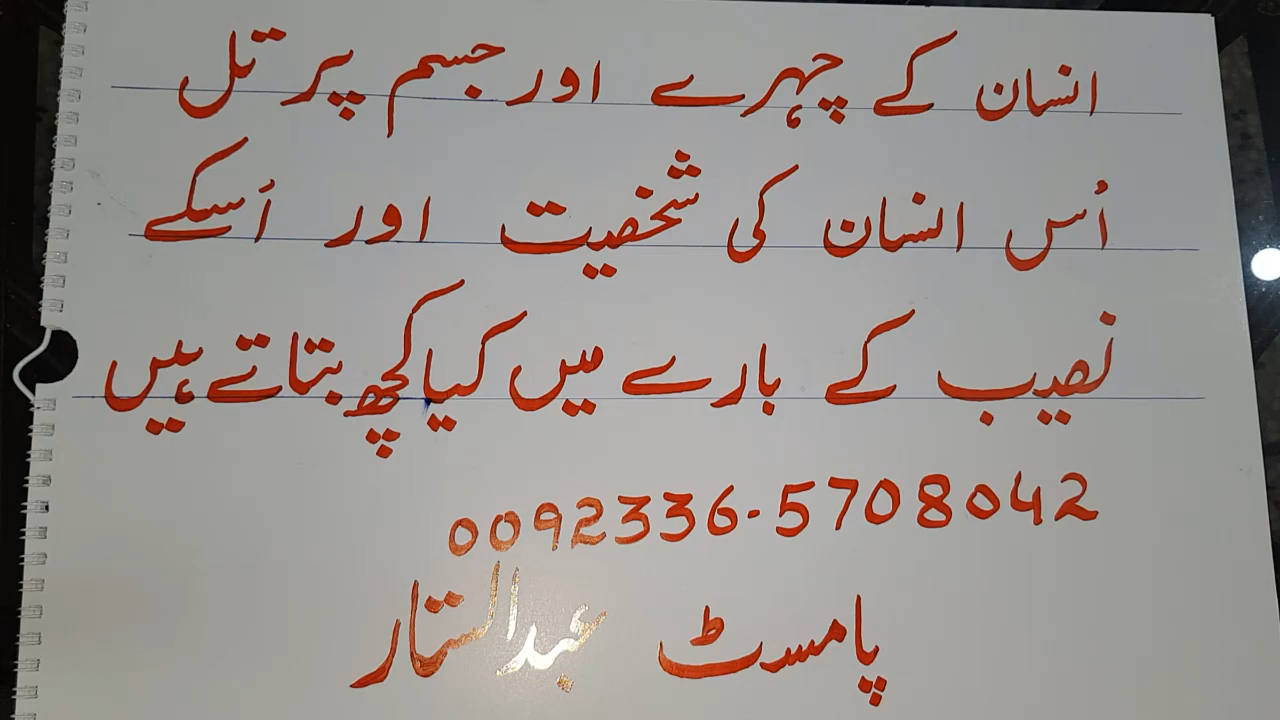 انسان کے چہرے اور جسم پر تل
اُس انسان کی شخصیت اور اُسکے
نصیب کے بارے میں کیا کچھ بتاتے ہیں
0092336-5708042
پامسٹ عبدالستار